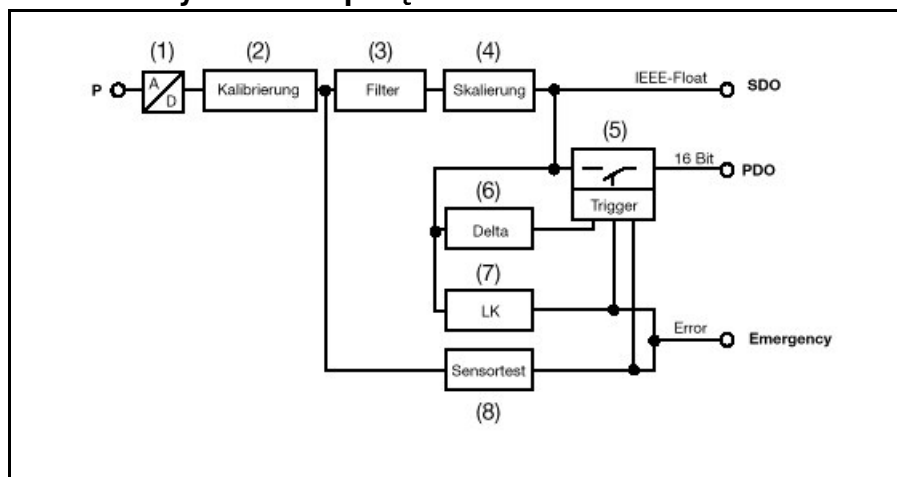 (1)
(2)
(3)
(4)
P
A
D
Kalibrierung
Filter
Skalierung
IEEE-Float
SDO
(5)
16 Bit
PDO
Trigger
(6)
Delta
(7)
LK
Error
Emergency
Sensortest
(8)